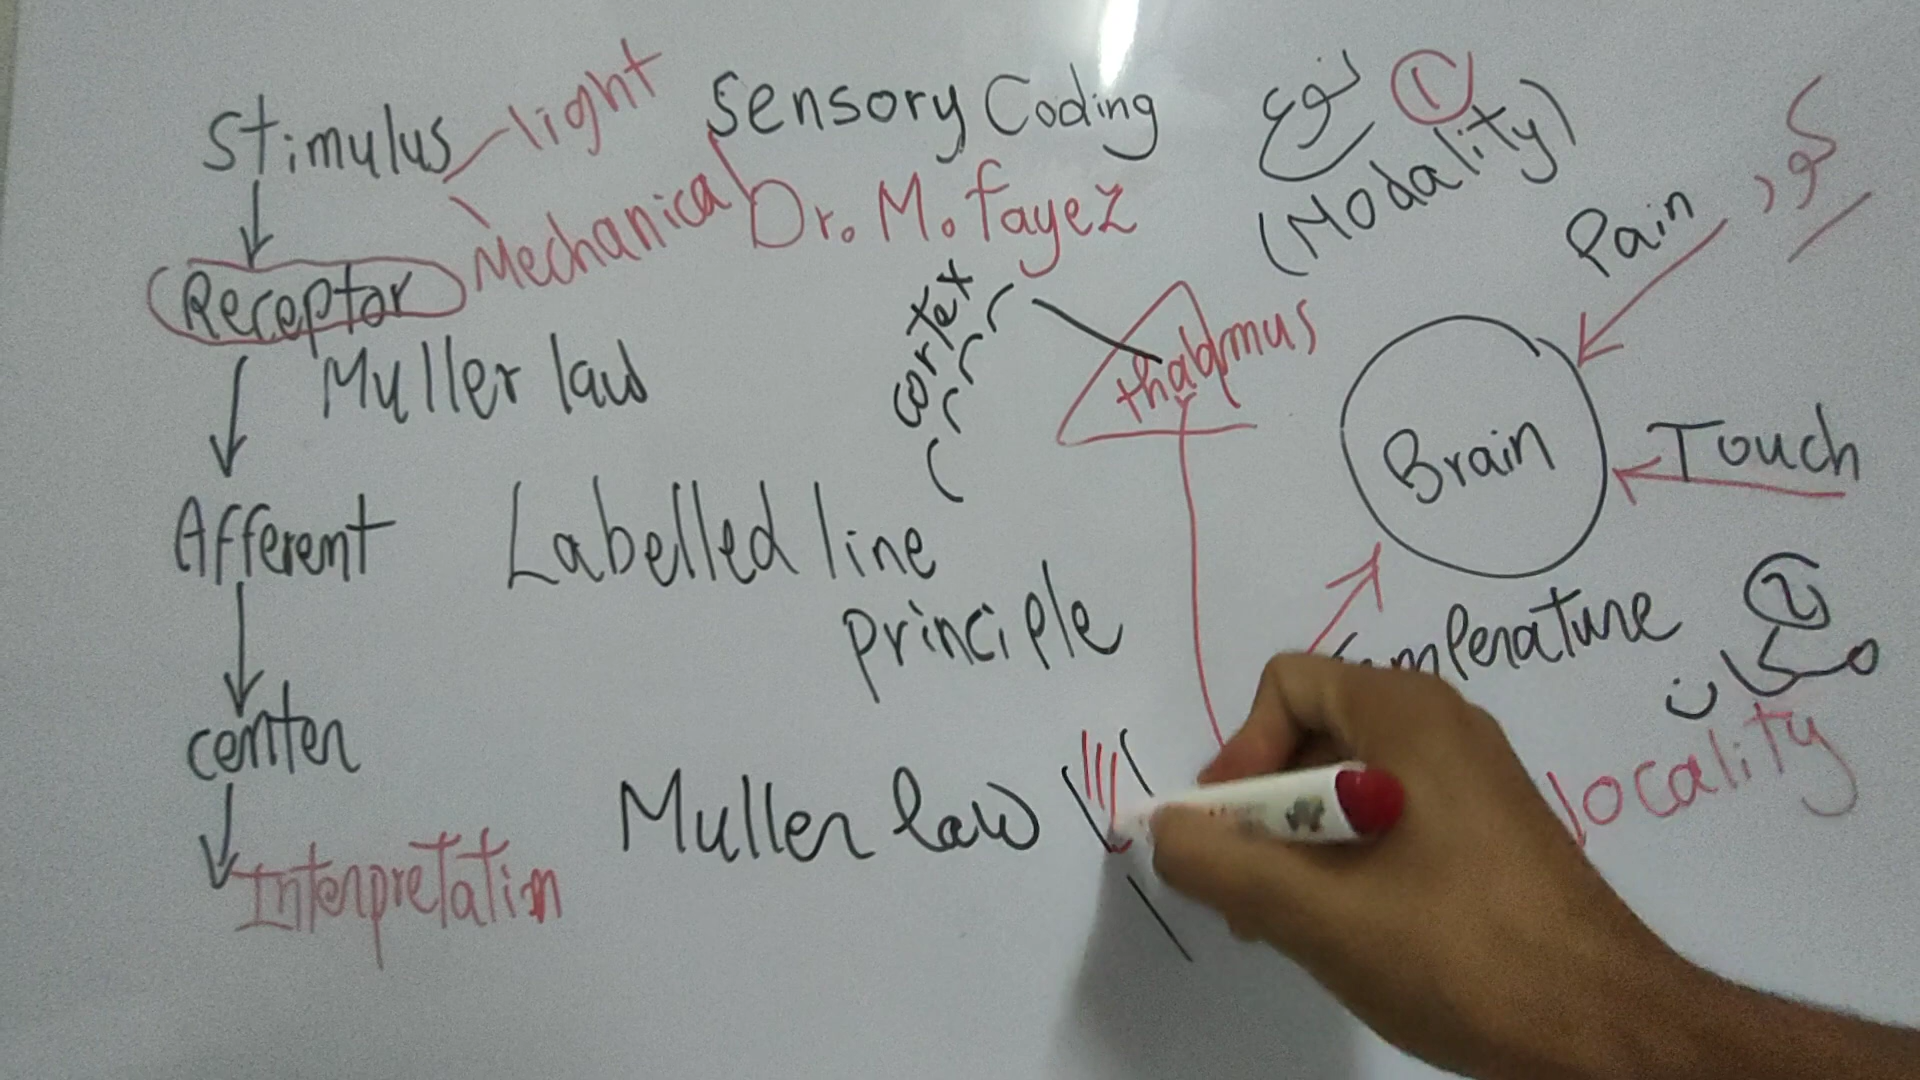 Sensory Coding
Dr. M. Fayez
Stimulus
light
Mechanical
Receptor
Muller law
Afferent
Labelled line
principle
center
Interpretatin
Muller law
cortex
thalamus
نوع
1
(Modality)
Pain
Brain
Touch
Temperature
2
مكان
locality